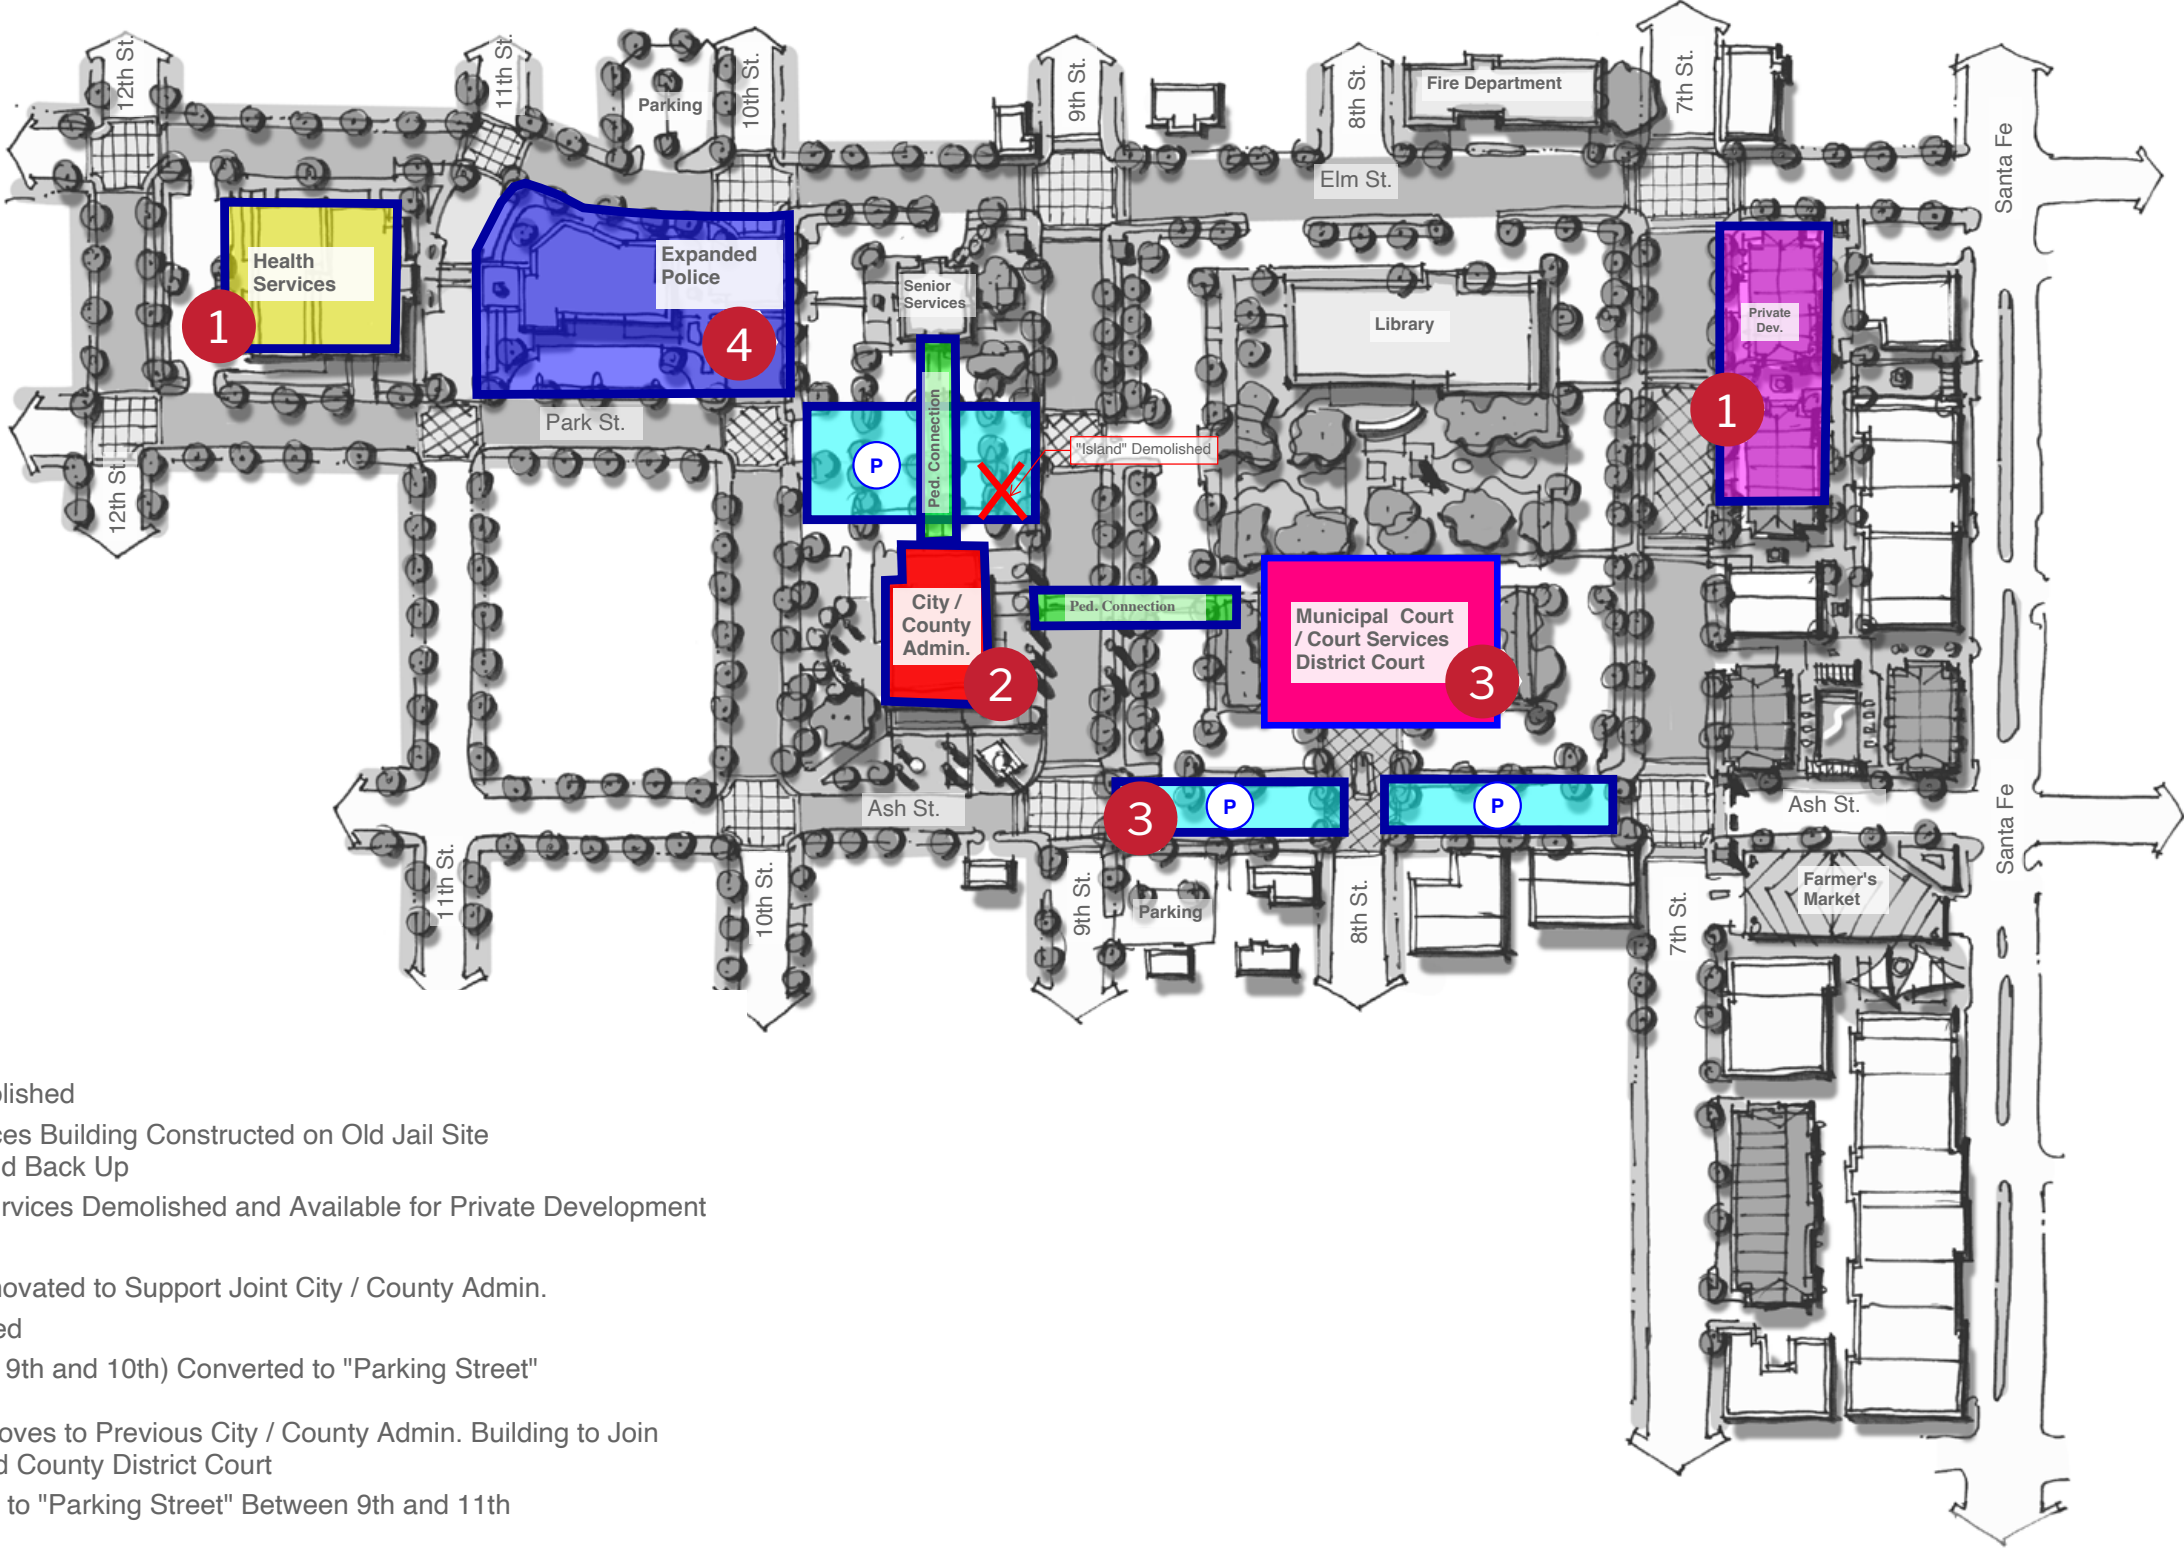 12th St.
11th St.
Parking
10th St.
9th St.
8th St.
Fire Department
7th St.
Santa Fe
Elm St.
Health
Services
1
Expanded
Police
4
Senior
Services
Library
Private
Dev.
1
Park St.
P
Ped. Connection
"Island" Demolished
12th St.
City /
County
Admin.
2
Ped. Connection
Municipal Court
/ Court Services
District Court
3
3
P
P
Ash St.
Ash St.
Santa Fe
11th St.
10th St.
9th St.
Parking
8th St.
7th St.
Farmer's
Market
lished
ces Building Constructed on Old Jail Site
d Back Up
rvices Demolished and Available for Private Development
novated to Support Joint City / County Admin.
ed
9th and 10th) Converted to "Parking Street"
oves to Previous City / County Admin. Building to Join
d County District Court
to "Parking Street" Between 9th and 11th